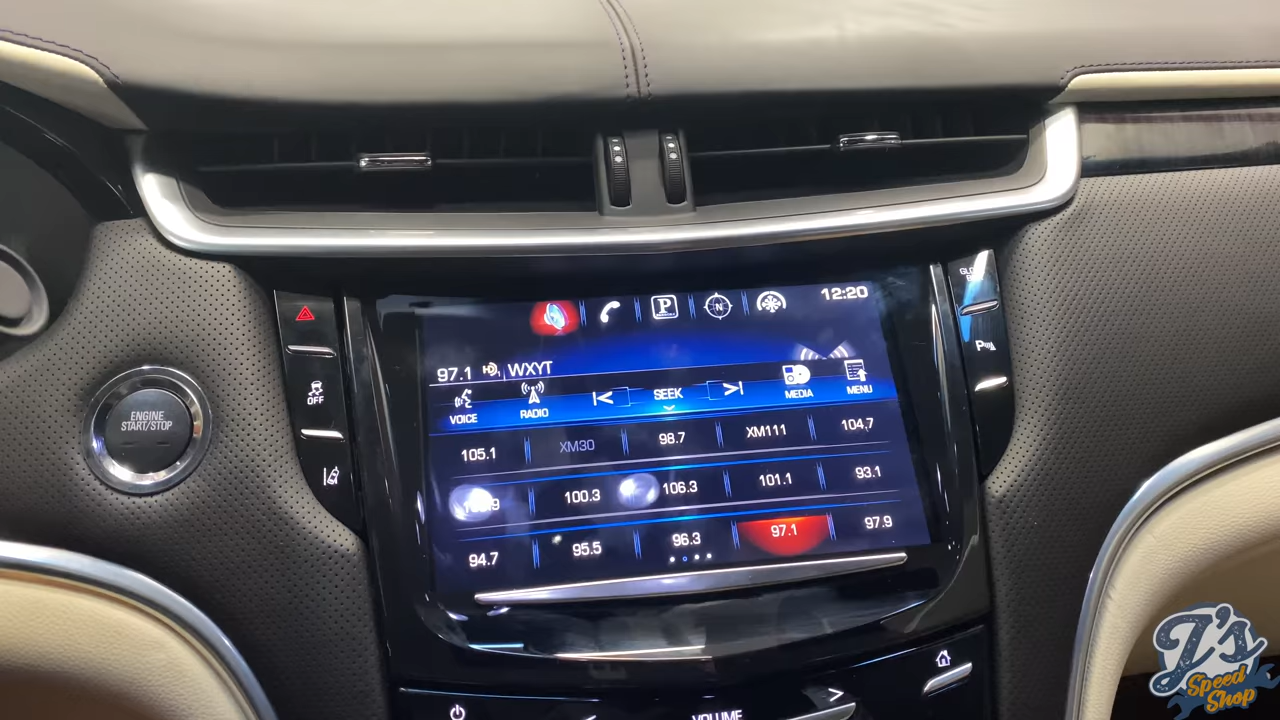 12:20
97.1 HD1 WXYT
VOICE RADIO SEEK MEDIA MENU
105.1 XM30 98.7 XM111 104.7
100.3 106.3 101.1 93.1
94.7 95.5 96.3 97.1 97.9
ENGINE
START/STOP
OFF
P
N
P
VOLUME
J's
Speed
Shop